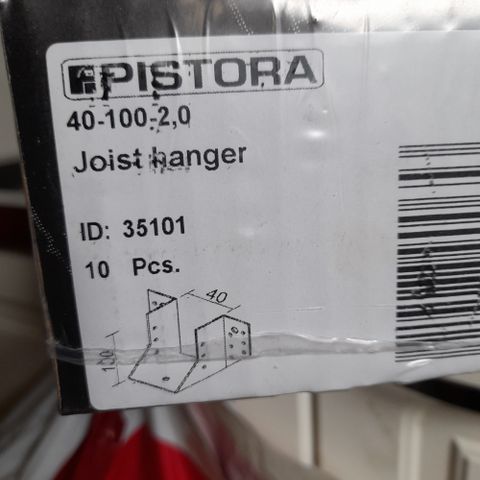 PISTORA
40-100-2,0
Joist hanger
ID: 35101
10 Pcs.
40
100